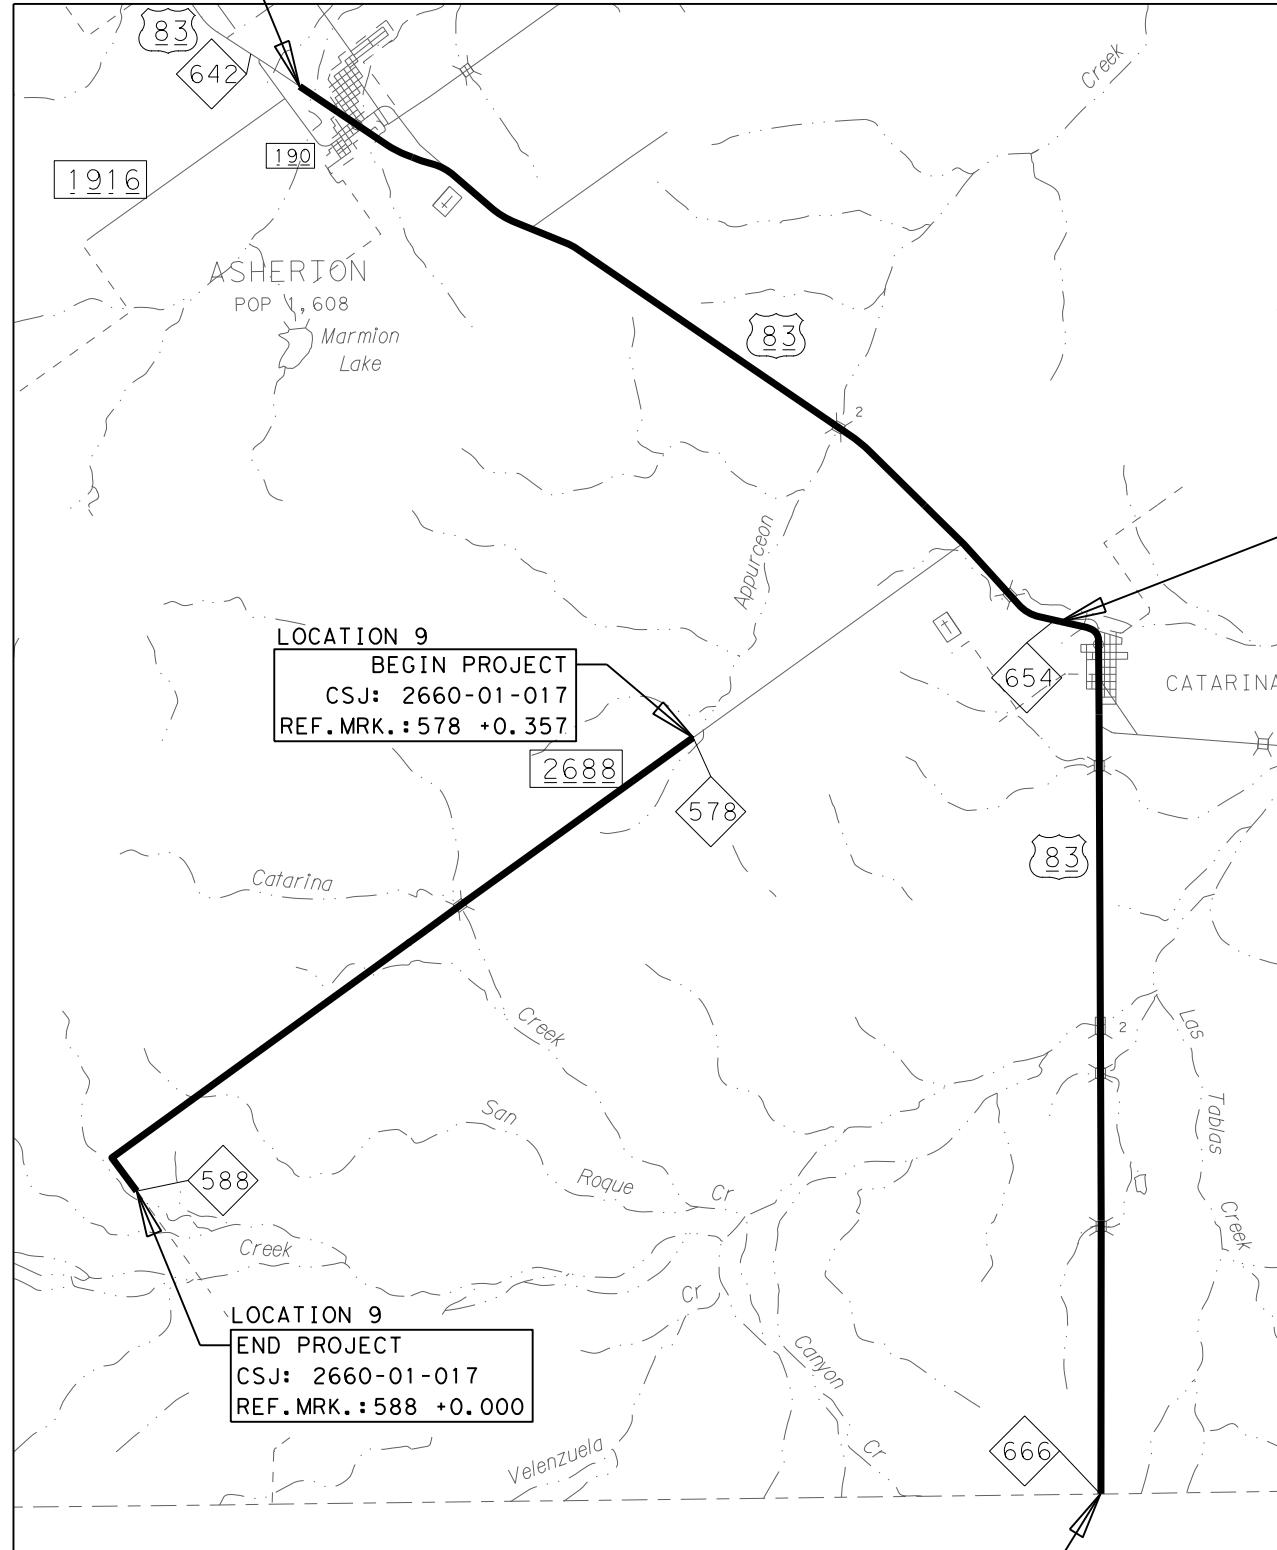 83
642
1916
190
ASHERTON
POP 1,608
Marmion
Lake
Creek
83
2
Appurceon
LOCATION 9
BEGIN PROJECT
CSJ: 2660-01-017
REF.MRK.:578 +0.357
2688
578
654
CATARINA
83
Catarina
Creek
2
Las
Tablas
Creek
San
Roque
Cr
588
Creek
Cr
LOCATION 9
END PROJECT
CSJ: 2660-01-017
REF.MRK.:588 +0.000
Canyon
Cr
Velenzuela
666